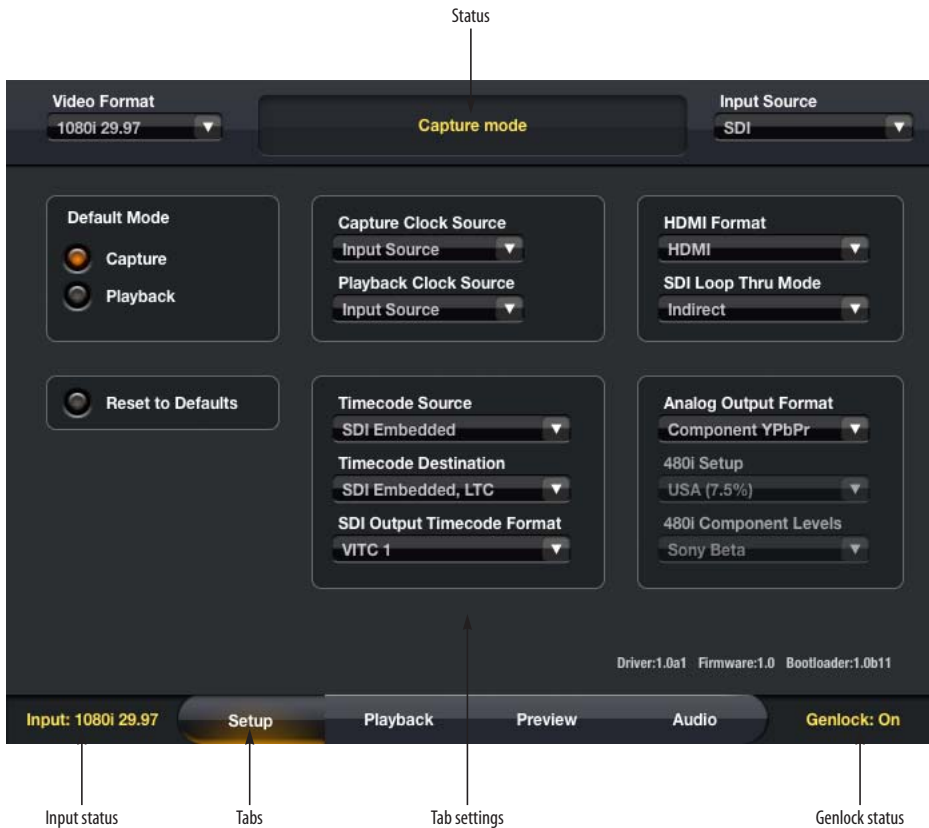 Status
Video Format
1080i 29.97
Capture mode
Input Source
SDI
Default Mode
Capture
Playback
Capture Clock Source
Input Source
Playback Clock Source
Input Source
HDMI Format
HDMI
SDI Loop Thru Mode
Indirect
Reset to Defaults
Timecode Source
SDI Embedded
Timecode Destination
SDI Embedded, LTC
SDI Output Timecode Format
VITC 1
Analog Output Format
Component YPbPr
480i Setup
USA (7.5%)
480i Component Levels
Sony Beta
Driver:1.0a1 Firmware:1.0 Bootloader:1.0b11
Input: 1080i 29.97 Setup Playback Preview Audio Genlock: On
Input status Tabs Tab settings Genlock status